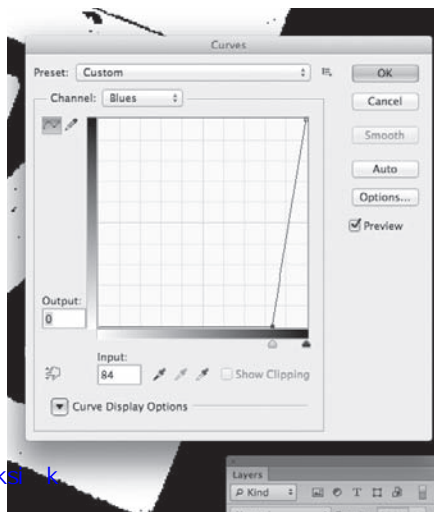 Curves
Preset: Custom
OK
Channel: Blues
Cancel
Smooth
Auto
Options...
Preview
Output:
0
Input:
84
Show Clipping
Curve Display Options
Layers
Kind